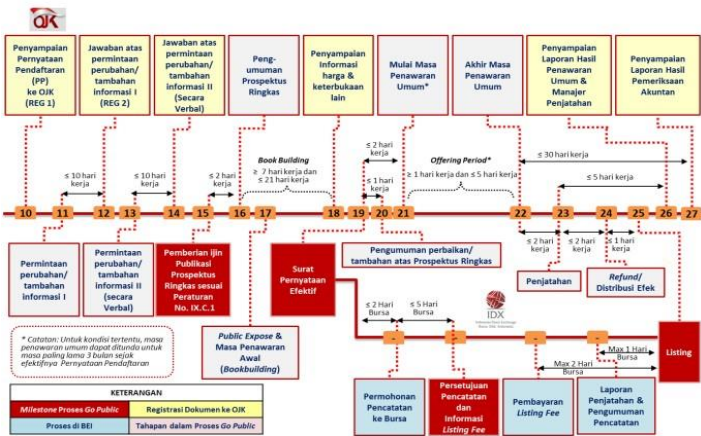 OJK
Penyampaian
Pernyataan
Pendaftaran
(PP)
ke OJK
(REG 1)
Jawaban atas
permintaan
perubahan/
tambahan
informasi I
(REG 2)
Jawaban atas
permintaan
perubahan/
tambahan
informasi II
(Secara
Verbal)
Peng-
umuman
Prospektus
Ringkas
Penyampaian
Informasi
harga &
keterbukaan
lain
Mulai Masa
Penawaran
Umum*
Akhir Masa
Penawaran
Umum
Penyampaian
Laporan Hasil
Penawaran
Umum &
Manajer
Penjatahan
Penyampaian
Laporan Hasil
Pemeriksaan
Akuntan
≤ 10 hari
kerja
≤ 10 hari
kerja
≤ 2 hari
kerja
Book Building
≥ 7 hari kerja dan
≤ 21 hari kerja
≤ 2 hari
kerja
≤ 1 hari
kerja
Offering Period*
≥ 1 hari kerja dan ≤ 5 hari kerja
≤ 30 hari kerja
≤ 5 hari kerja
10 11 12 13 14 15 16 17 18 19 20 21 22 23 24 25 26 27
≤ 2 hari
kerja
≤ 2 hari
kerja
≤ 1 hari
kerja
Permintaan
perubahan/
tambahan
informasi I
Permintaan
perubahan/
tambahan
informasi II
(secara
Verbal)
Pemberian ijin
Publikasi
Prospektus
Ringkas sesuai
Peraturan
No. IX.C.1
Public Expose &
Masa Penawaran
Awal
(Bookbuilding)
Surat
Pernyataan
Efektif
Pengumuman perbaikan/
tambahan atas Prospektus Ringkas
Penjatahan
Refund/
Distribusi Efek
Listing
IDX
≤ 2 Hari
Bursa
≤ 5 Hari
Bursa
Max 1 Hari
Bursa
Max 2 Hari
Bursa
Permohonan
Pencatatan
ke Bursa
Persetujuan
Pencatatan
dan
Informasi
Listing Fee
Pembayaran
Listing Fee
Laporan
Penjatahan &
Pengumuman
Pencatatan
* Catatan: Untuk kondisi tertentu, masa
penawaran umum dapat ditunda untuk
masa paling lama 3 bulan sejak
efektifnya Pernyataan Pendaftaran
KETERANGAN
Milestone Proses Go Public
Registrasi Dokumen ke OJK
Proses di BEI
Tahapan dalam Proses Go Public